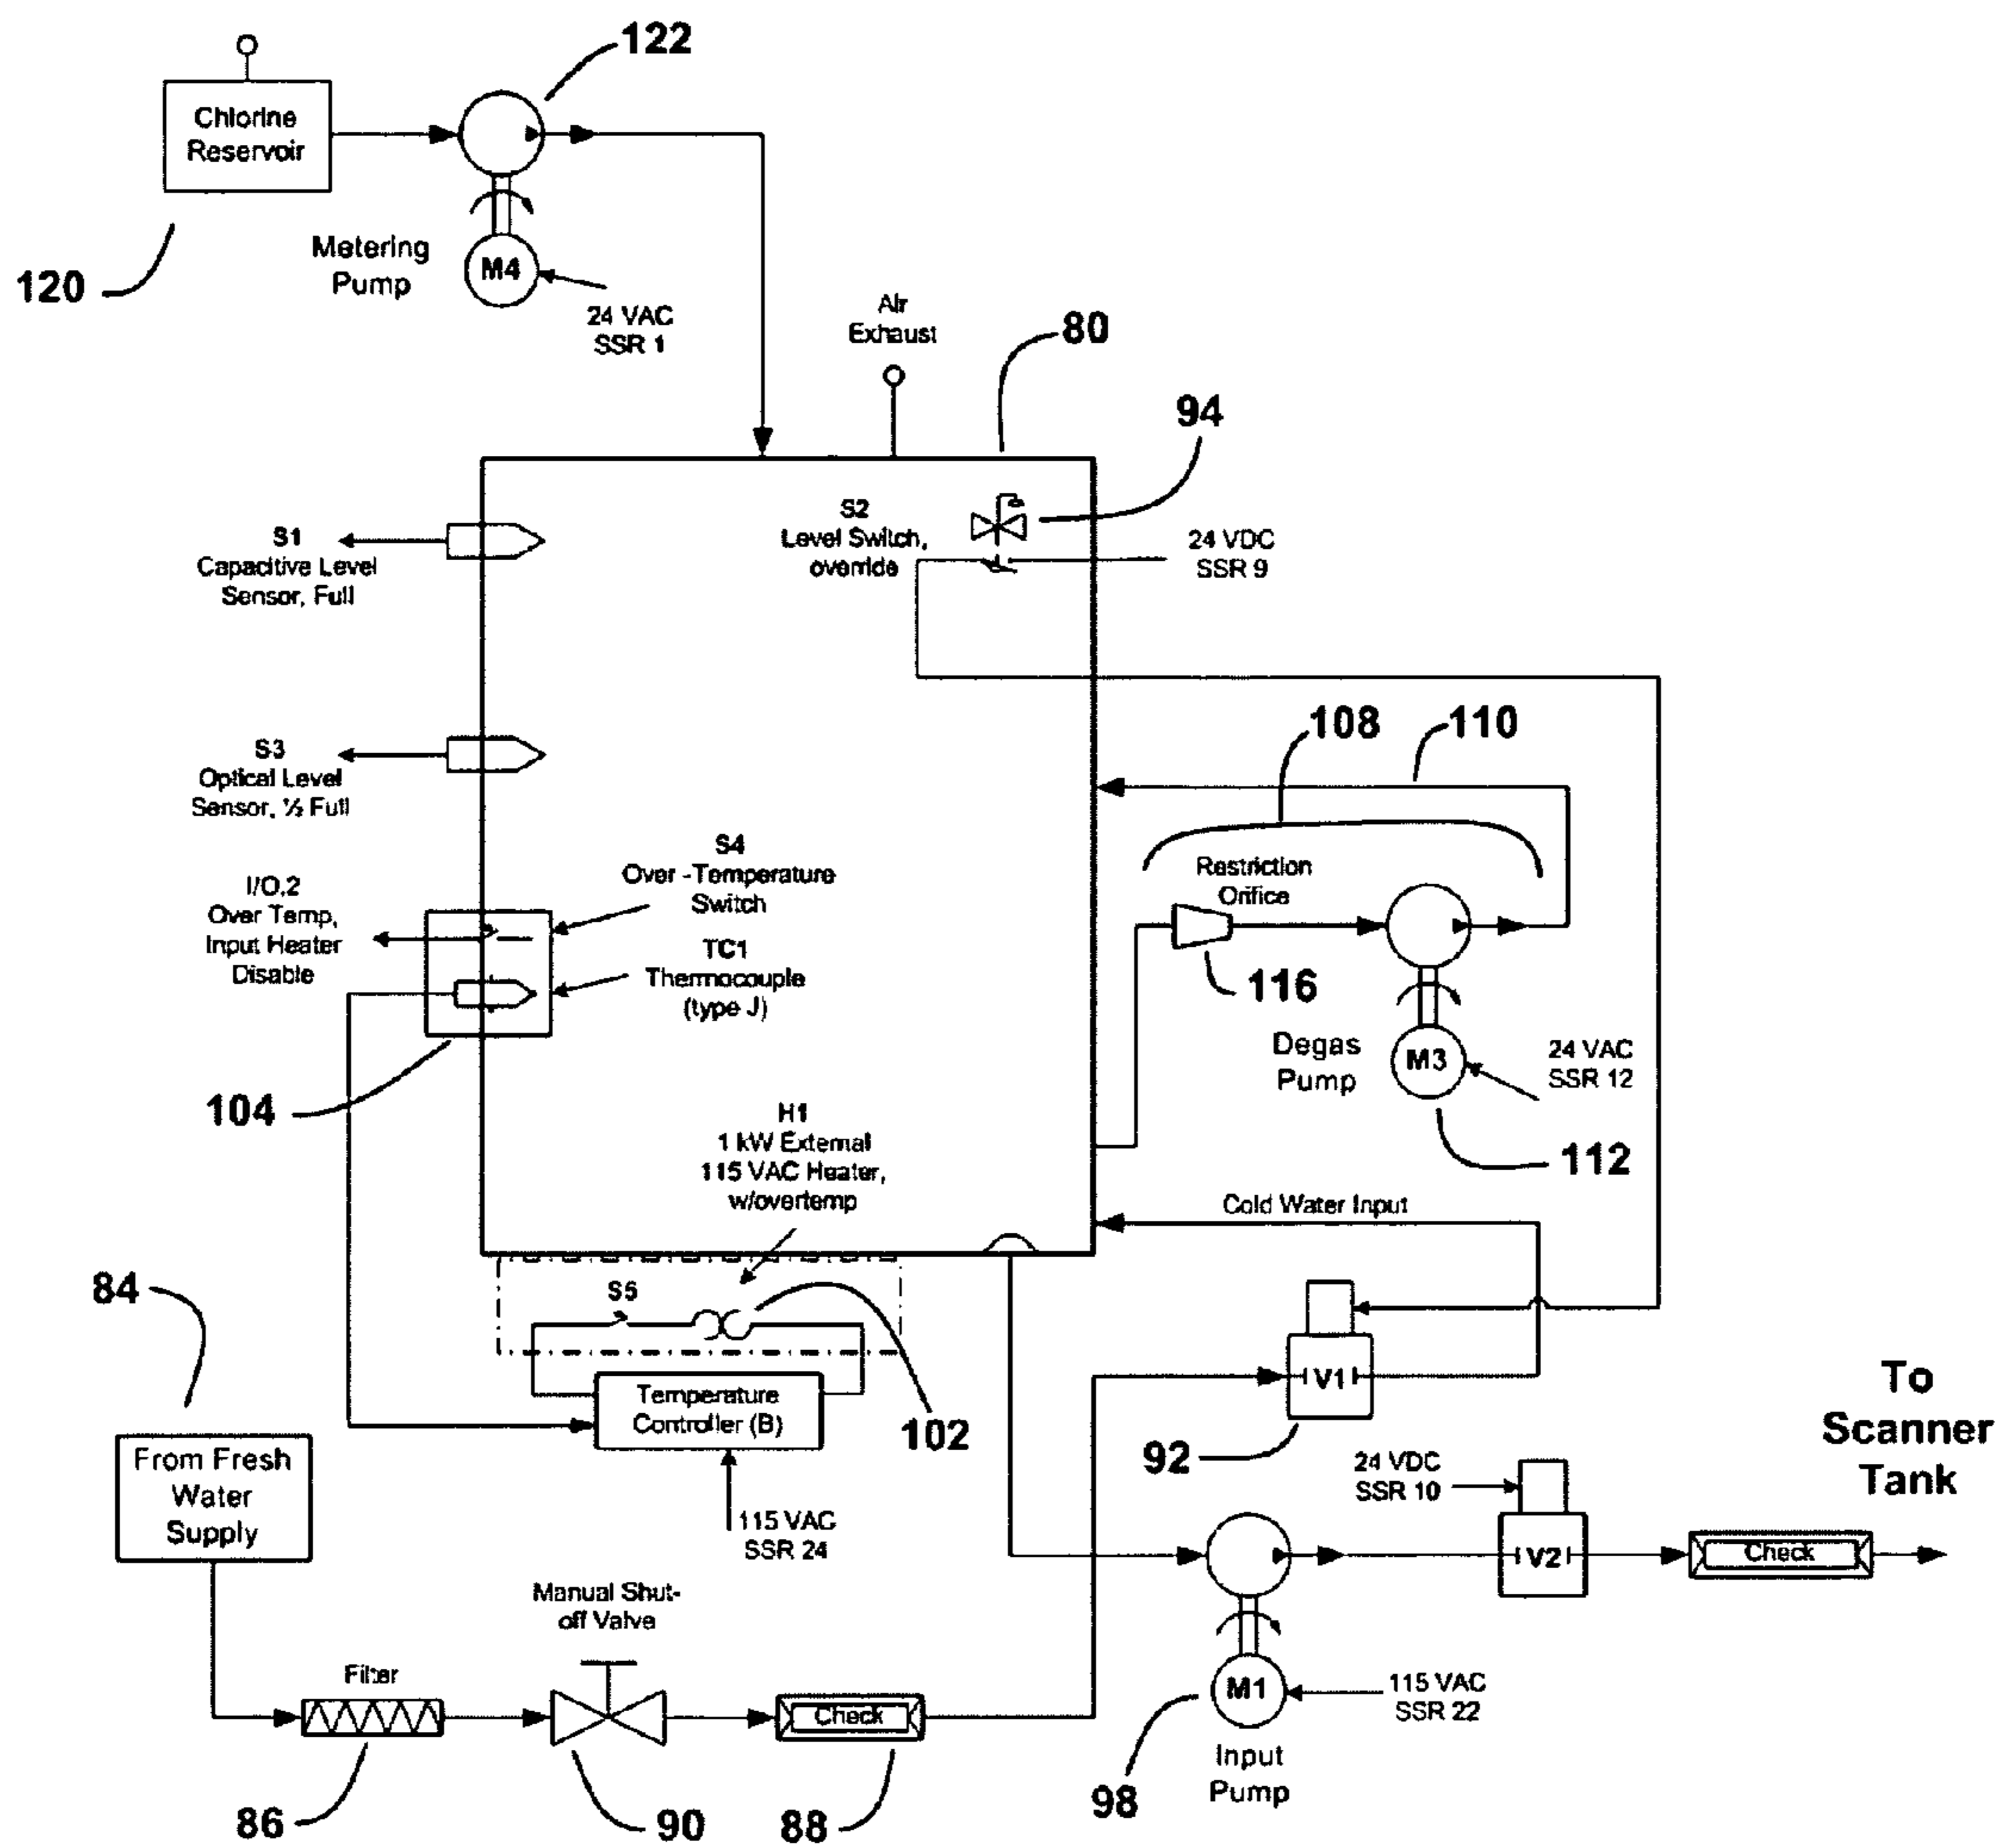 122
Chlorine
Reservoir
Metering
Pump
M4
120
24 VAC
SSR 1
Air
Exhaust
80
94
S1
Capacitive Level
Sensor, Full
S2
Level Switch,
override
24 VDC
SSR 9
108
110
S3
Optical Level
Sensor, ½ Full
S4
Over -Temperature
Switch
I/O.2
Over Temp,
Input Heater
Disable
TC1
Thermocouple
(type J)
Restriction
Orifice
116
Degas
Pump
M3
24 VAC
SSR 12
104
112
H1
1 kW External
115 VAC Heater,
w/overtemp
Cold Water Input
84
S5
Temperature
Controller (B)
102
V1
92
To
Scanner
Tank
From Fresh
Water
Supply
115 VAC
SSR 24
24 VDC
SSR 10
V2
Check
Manual Shut-
off Valve
Filter
Check
M1
115 VAC
SSR 22
Input
Pump
98
86
90
88